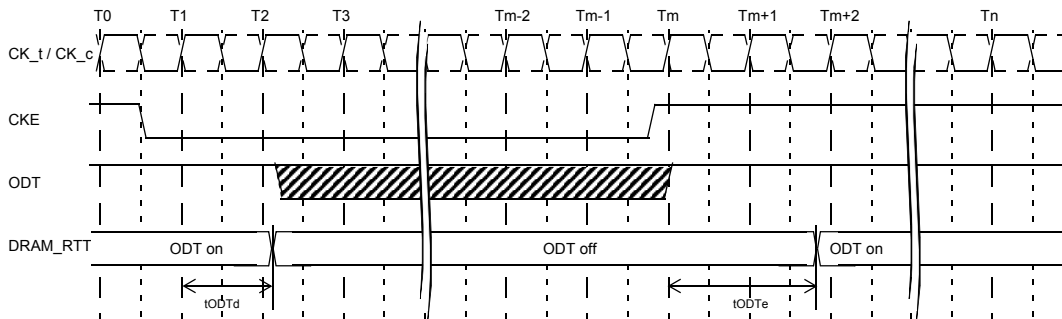 T0 T1 T2 T3 Tm-2 Tm-1 Tm Tm+1 Tm+2 Tn
CK_t / CK_c
CKE
ODT
DRAM_RTT ODT on ODT off ODT on
tODTd tODTe